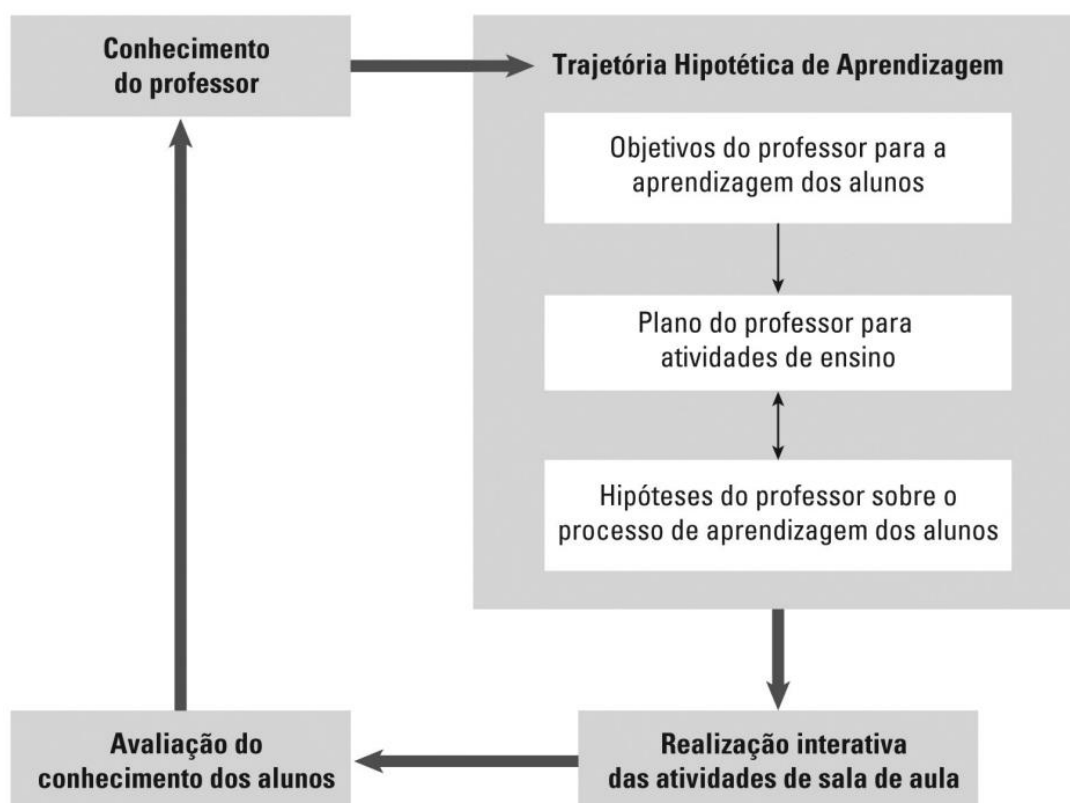 Conhecimento
do professor
Trajetória Hipotética de Aprendizagem
Objetivos do professor para a
aprendizagem dos alunos
Plano do professor para
atividades de ensino
Hipóteses do professor sobre o
processo de aprendizagem dos alunos
Avaliação do
conhecimento dos alunos
Realização interativa
das atividades de sala de aula